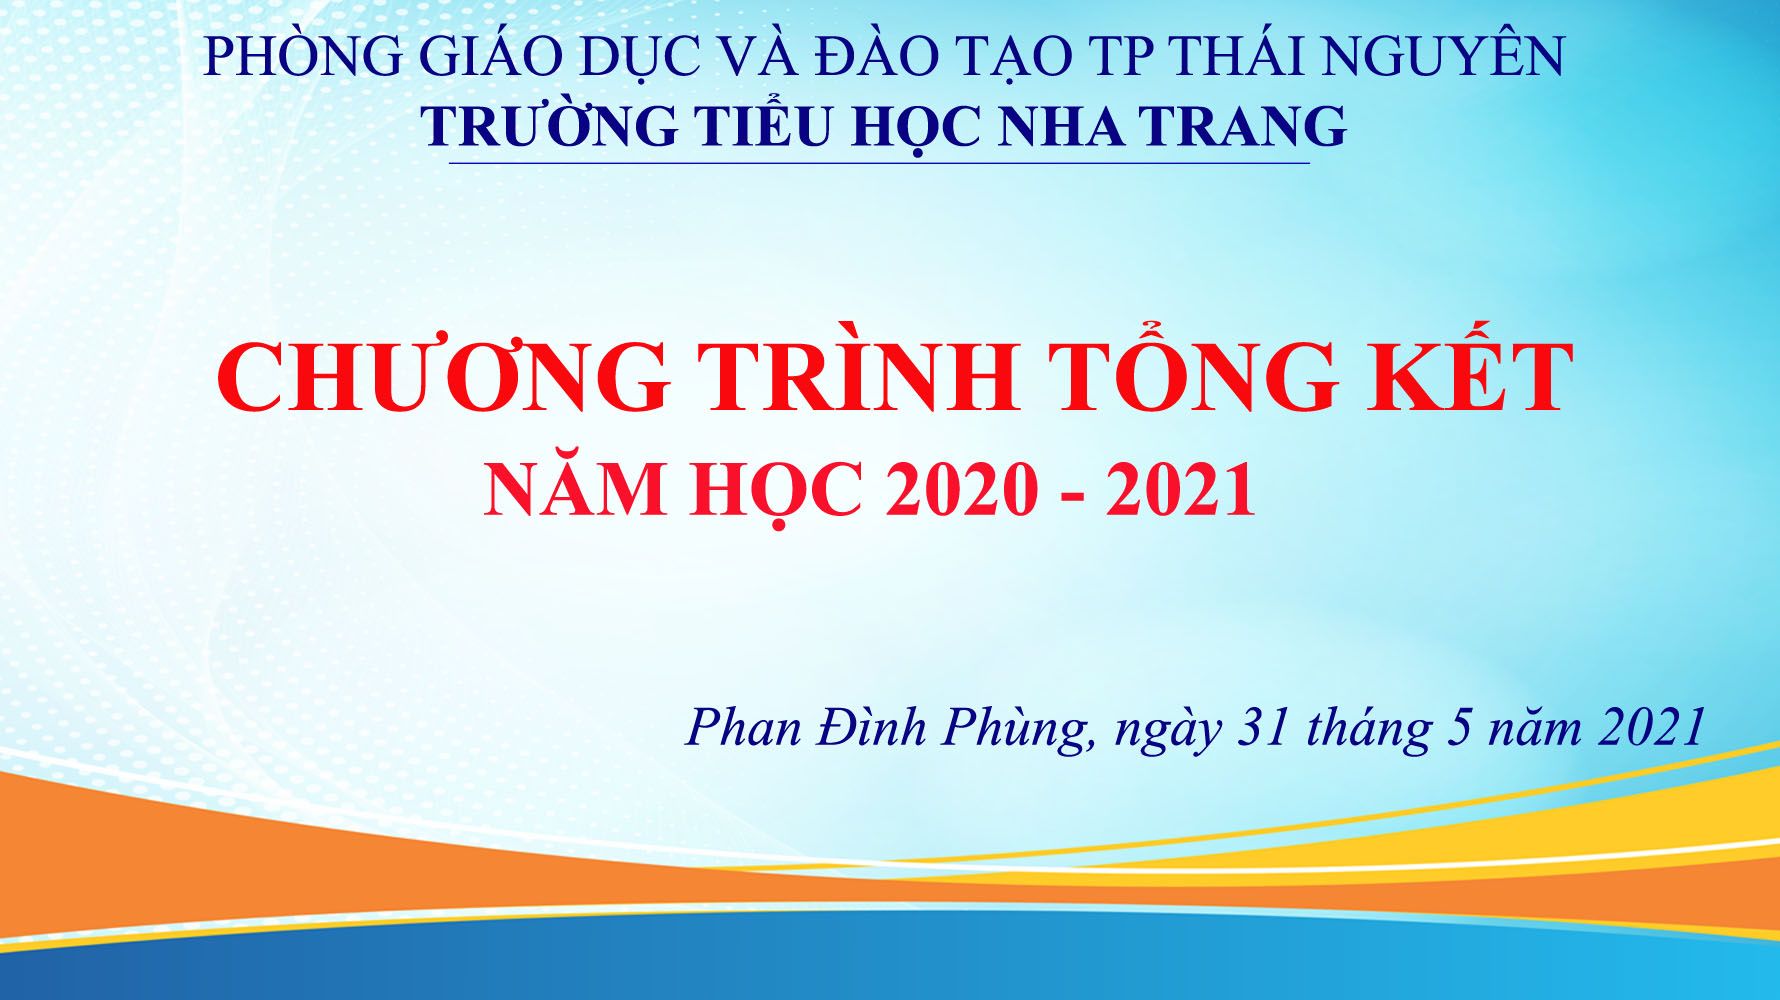 PHÒNG GIÁO DỤC VÀ ĐÀO TẠO TP THÁI NGUYÊN
TRƯỜNG TIỂU HỌC NHA TRANG
CHƯƠNG TRÌNH TỔNG KẾT
NĂM HỌC 2020 - 2021
Phan Đình Phùng, ngày 31 tháng 5 năm 2021